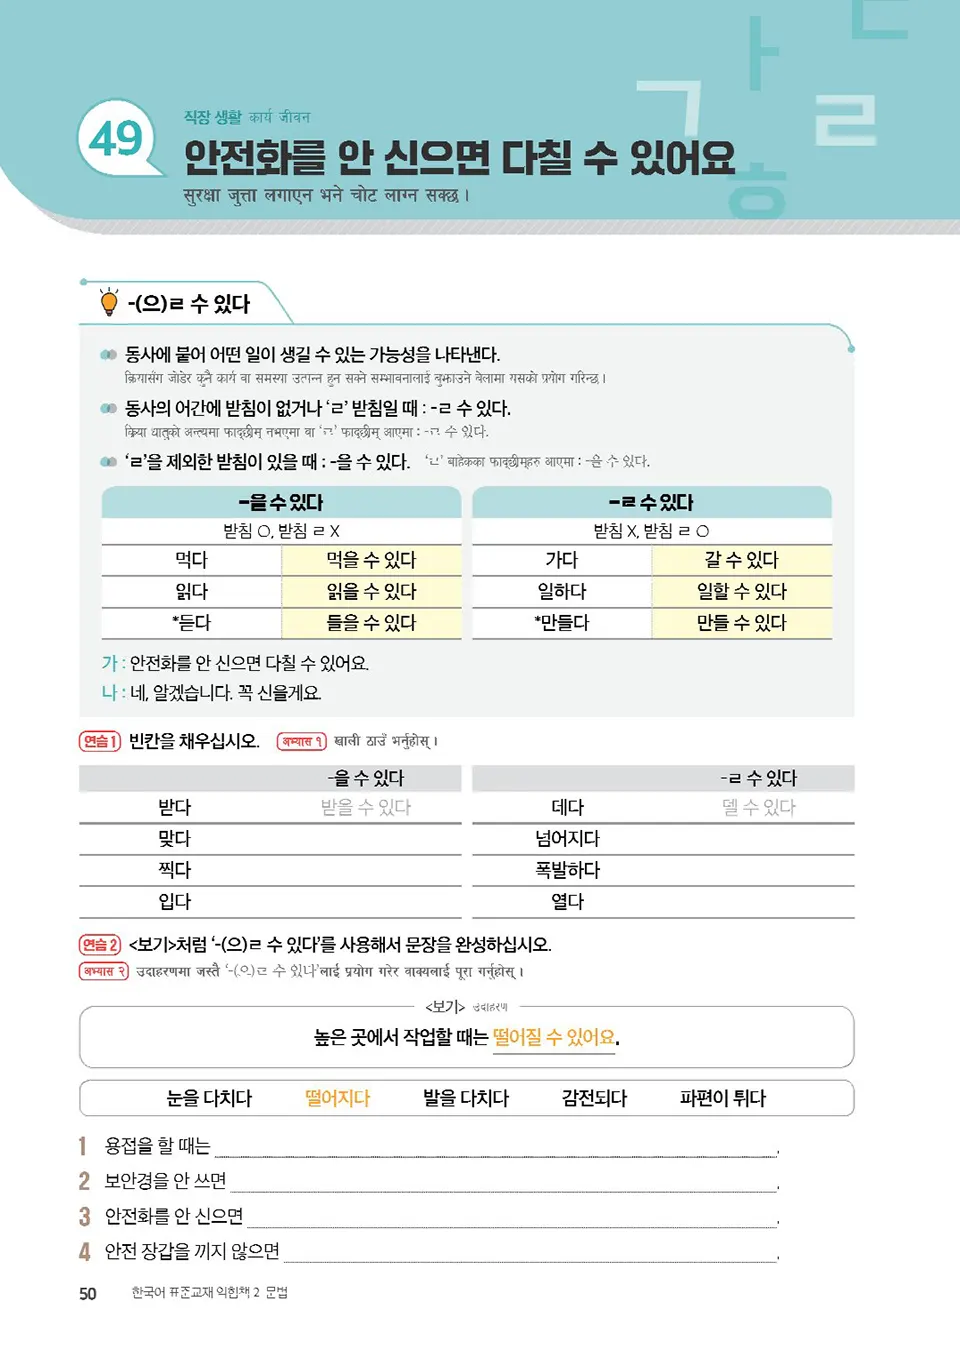 49
직장 생활 कार्य जीवन
안전화를 안 신으면 다칠 수 있어요
सुरक्षा जुत्ता लगाएन भने चोट लाग्न सक्छ ।
-(으)ㄹ 수 있다
동사에 붙어 어떤 일이 생길 수 있는 가능성을 나타낸다.
क्रियासँग जोडेर कुनै कार्य वा समस्या उत्पन्न हुन सक्ने सम्भावनालाई बुझाउने बेलामा यसको प्रयोग गरिन्छ ।
동사의 어간에 받침이 없거나 ‘ㄹ’ 받침일 때 : -ㄹ 수 있다.
क्रिया धातुको अन्त्यमा फाट्छीम् नभएमा वा ‘ㄹ’ फाट्छीम् आएमा : -ㄹ 수 있다.
‘ㄹ’을 제외한 받침이 있을 때 : -을 수 있다. ‘ㄹ’ बाहेकका फाट्छीम्हरु आएमा : -을 수 있다.
-을 수 있다 -ㄹ 수 있다
받침 O, 받침 ㄹ X 받침 X, 받침 ㄹ O
먹다 먹을 수 있다 가다 갈 수 있다
읽다 읽을 수 있다 일하다 일할 수 있다
*듣다 들을 수 있다 *만들다 만들 수 있다
가 : 안전화를 안 신으면 다칠 수 있어요.
나 : 네, 알겠습니다. 꼭 신을게요.
연습 1 빈칸을 채우십시오. अभ्यास १ खाली ठाउँ भर्नुहोस् ।
-을 수 있다 -ㄹ 수 있다
받다 받을 수 있다 데다 델 수 있다
맞다 넘어지다
찍다 폭발하다
입다 열다
연습 2 <보기>처럼 ‘-(으)ㄹ 수 있다’를 사용해서 문장을 완성하십시오.
अभ्यास २ उदाहरणमा जस्तै ‘-(으)ㄹ 수 있다’लाई प्रयोग गरेर वाक्यलाई पूरा गर्नुहोस् ।
<보기> उदाहरण
높은 곳에서 작업할 때는 떨어질 수 있어요.
눈을 다치다 떨어지다 발을 다치다 감전되다 파편이 튀다
1 용접을 할 때는 .
2 보안경을 안 쓰면 .
3 안전화를 안 신으면 .
4 안전 장갑을 끼지 않으면 .
50 한국어 표준교재 익힘책 2 문법